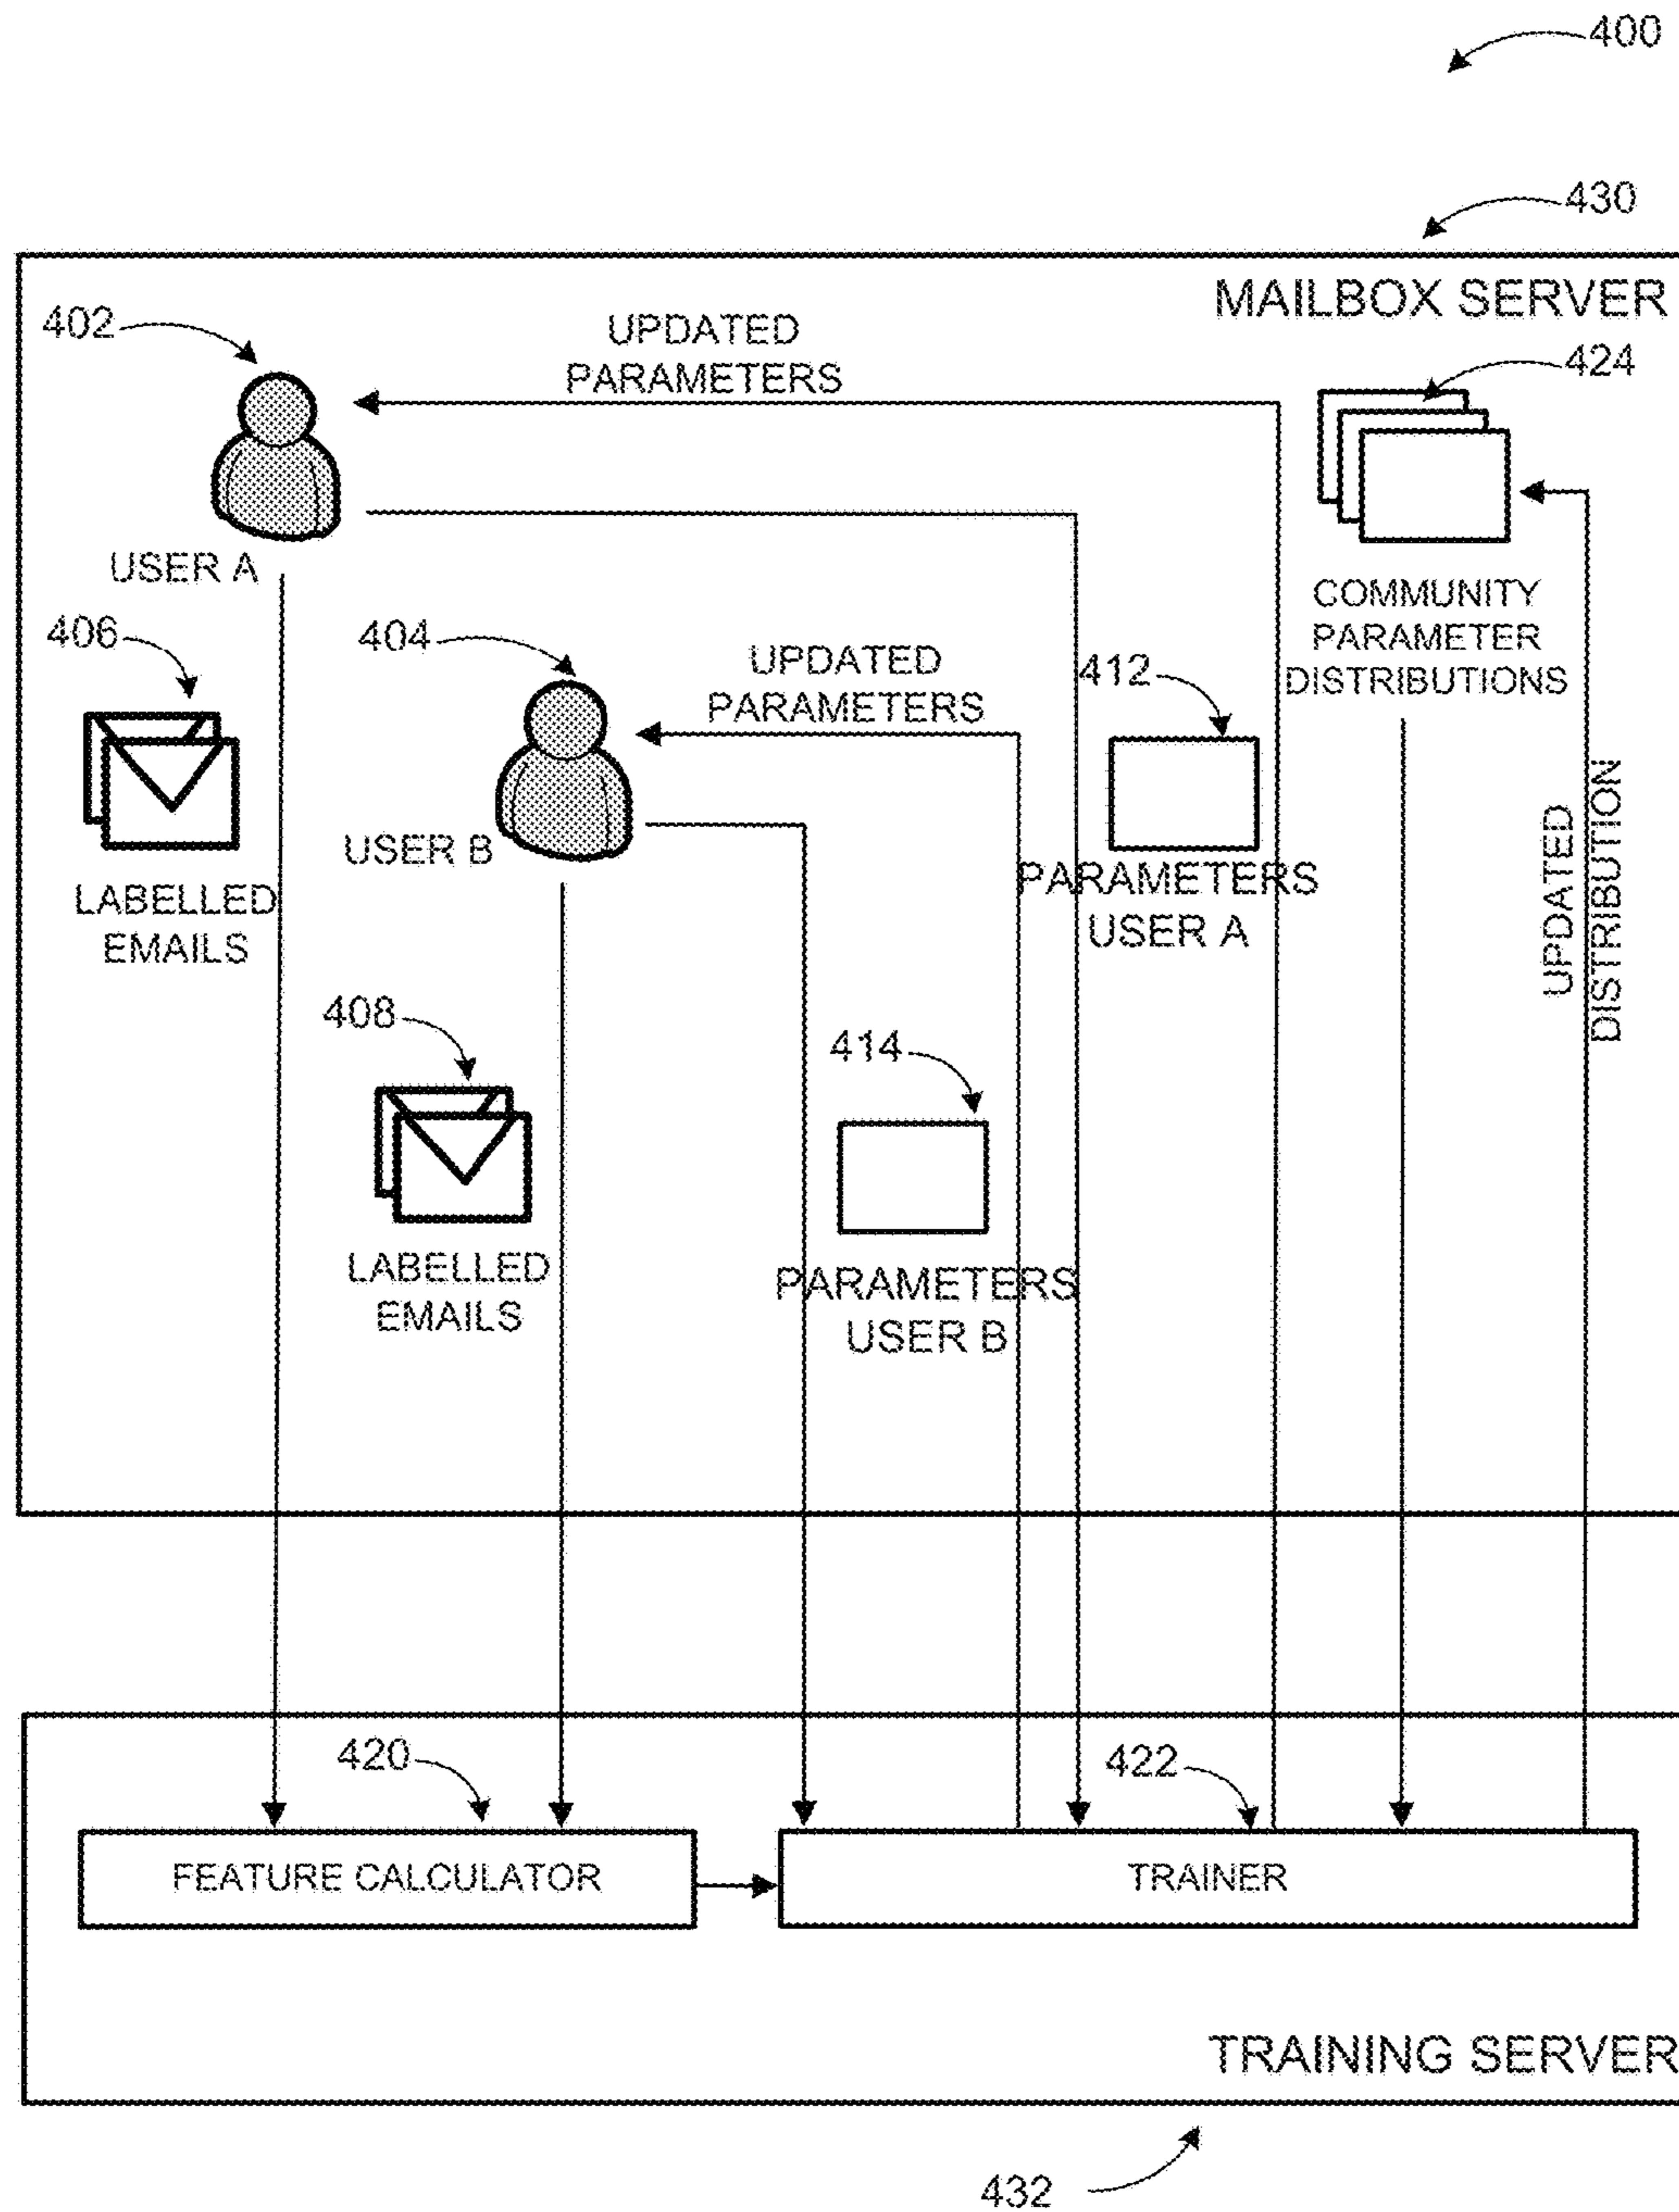 400
430
MAILBOX SERVER
402
UPDATED
PARAMETERS
424
USER A
COMMUNITY
PARAMETER
DISTRIBUTIONS
406
404
UPDATED
PARAMETERS
412
LABELLED
EMAILS
USER B
PARAMETERS
USER A
UPDATED
DISTRIBUTION
408
414
LABELLED
EMAILS
PARAMETERS
USER B
420
422
FEATURE CALCULATOR
TRAINER
TRAINING SERVER
432